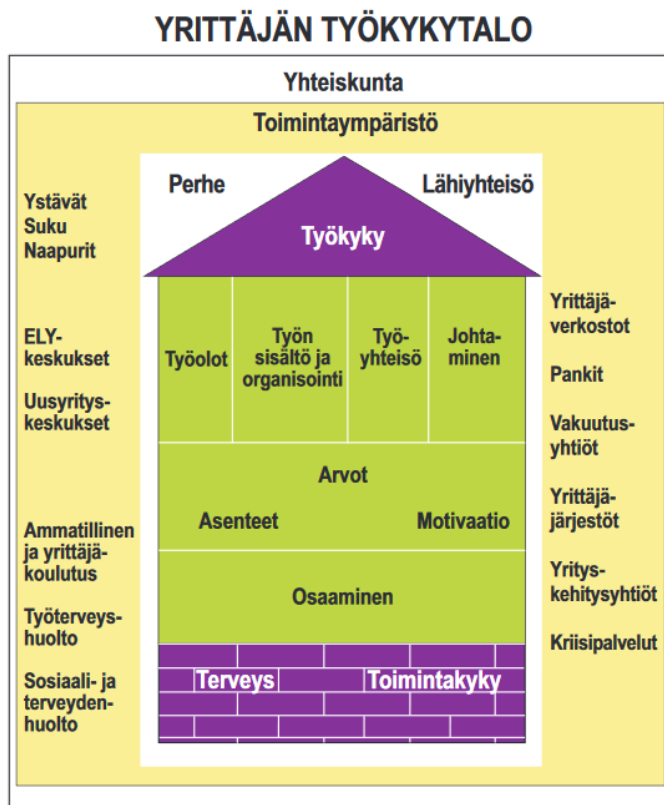 YRITTÄJÄN TYÖKYKYTALO
Yhteiskunta
Toimintaympäristö
Perhe
Lähiyhteisö
Ystävät
Suku
Naapurit
Työkyky
ELY-
keskukset
Uusyritys-
keskukset
Työolot
Työn
sisältö ja
organisointi
Työ-
yhteisö
Johta-
minen
Yrittäjä-
verkostot
Pankit
Vakuutus-
yhtiöt
Arvot
Asenteet
Motivaatio
Yrittäjä-
järjestöt
Ammatillinen
ja yrittäjä-
koulutus
Osaaminen
Yritys-
kehitysyhtiöt
Työterveys-
huolto
Kriisipalvelut
Sosiaali- ja
terveyden-
huolto
Terveys
Toimintakyky